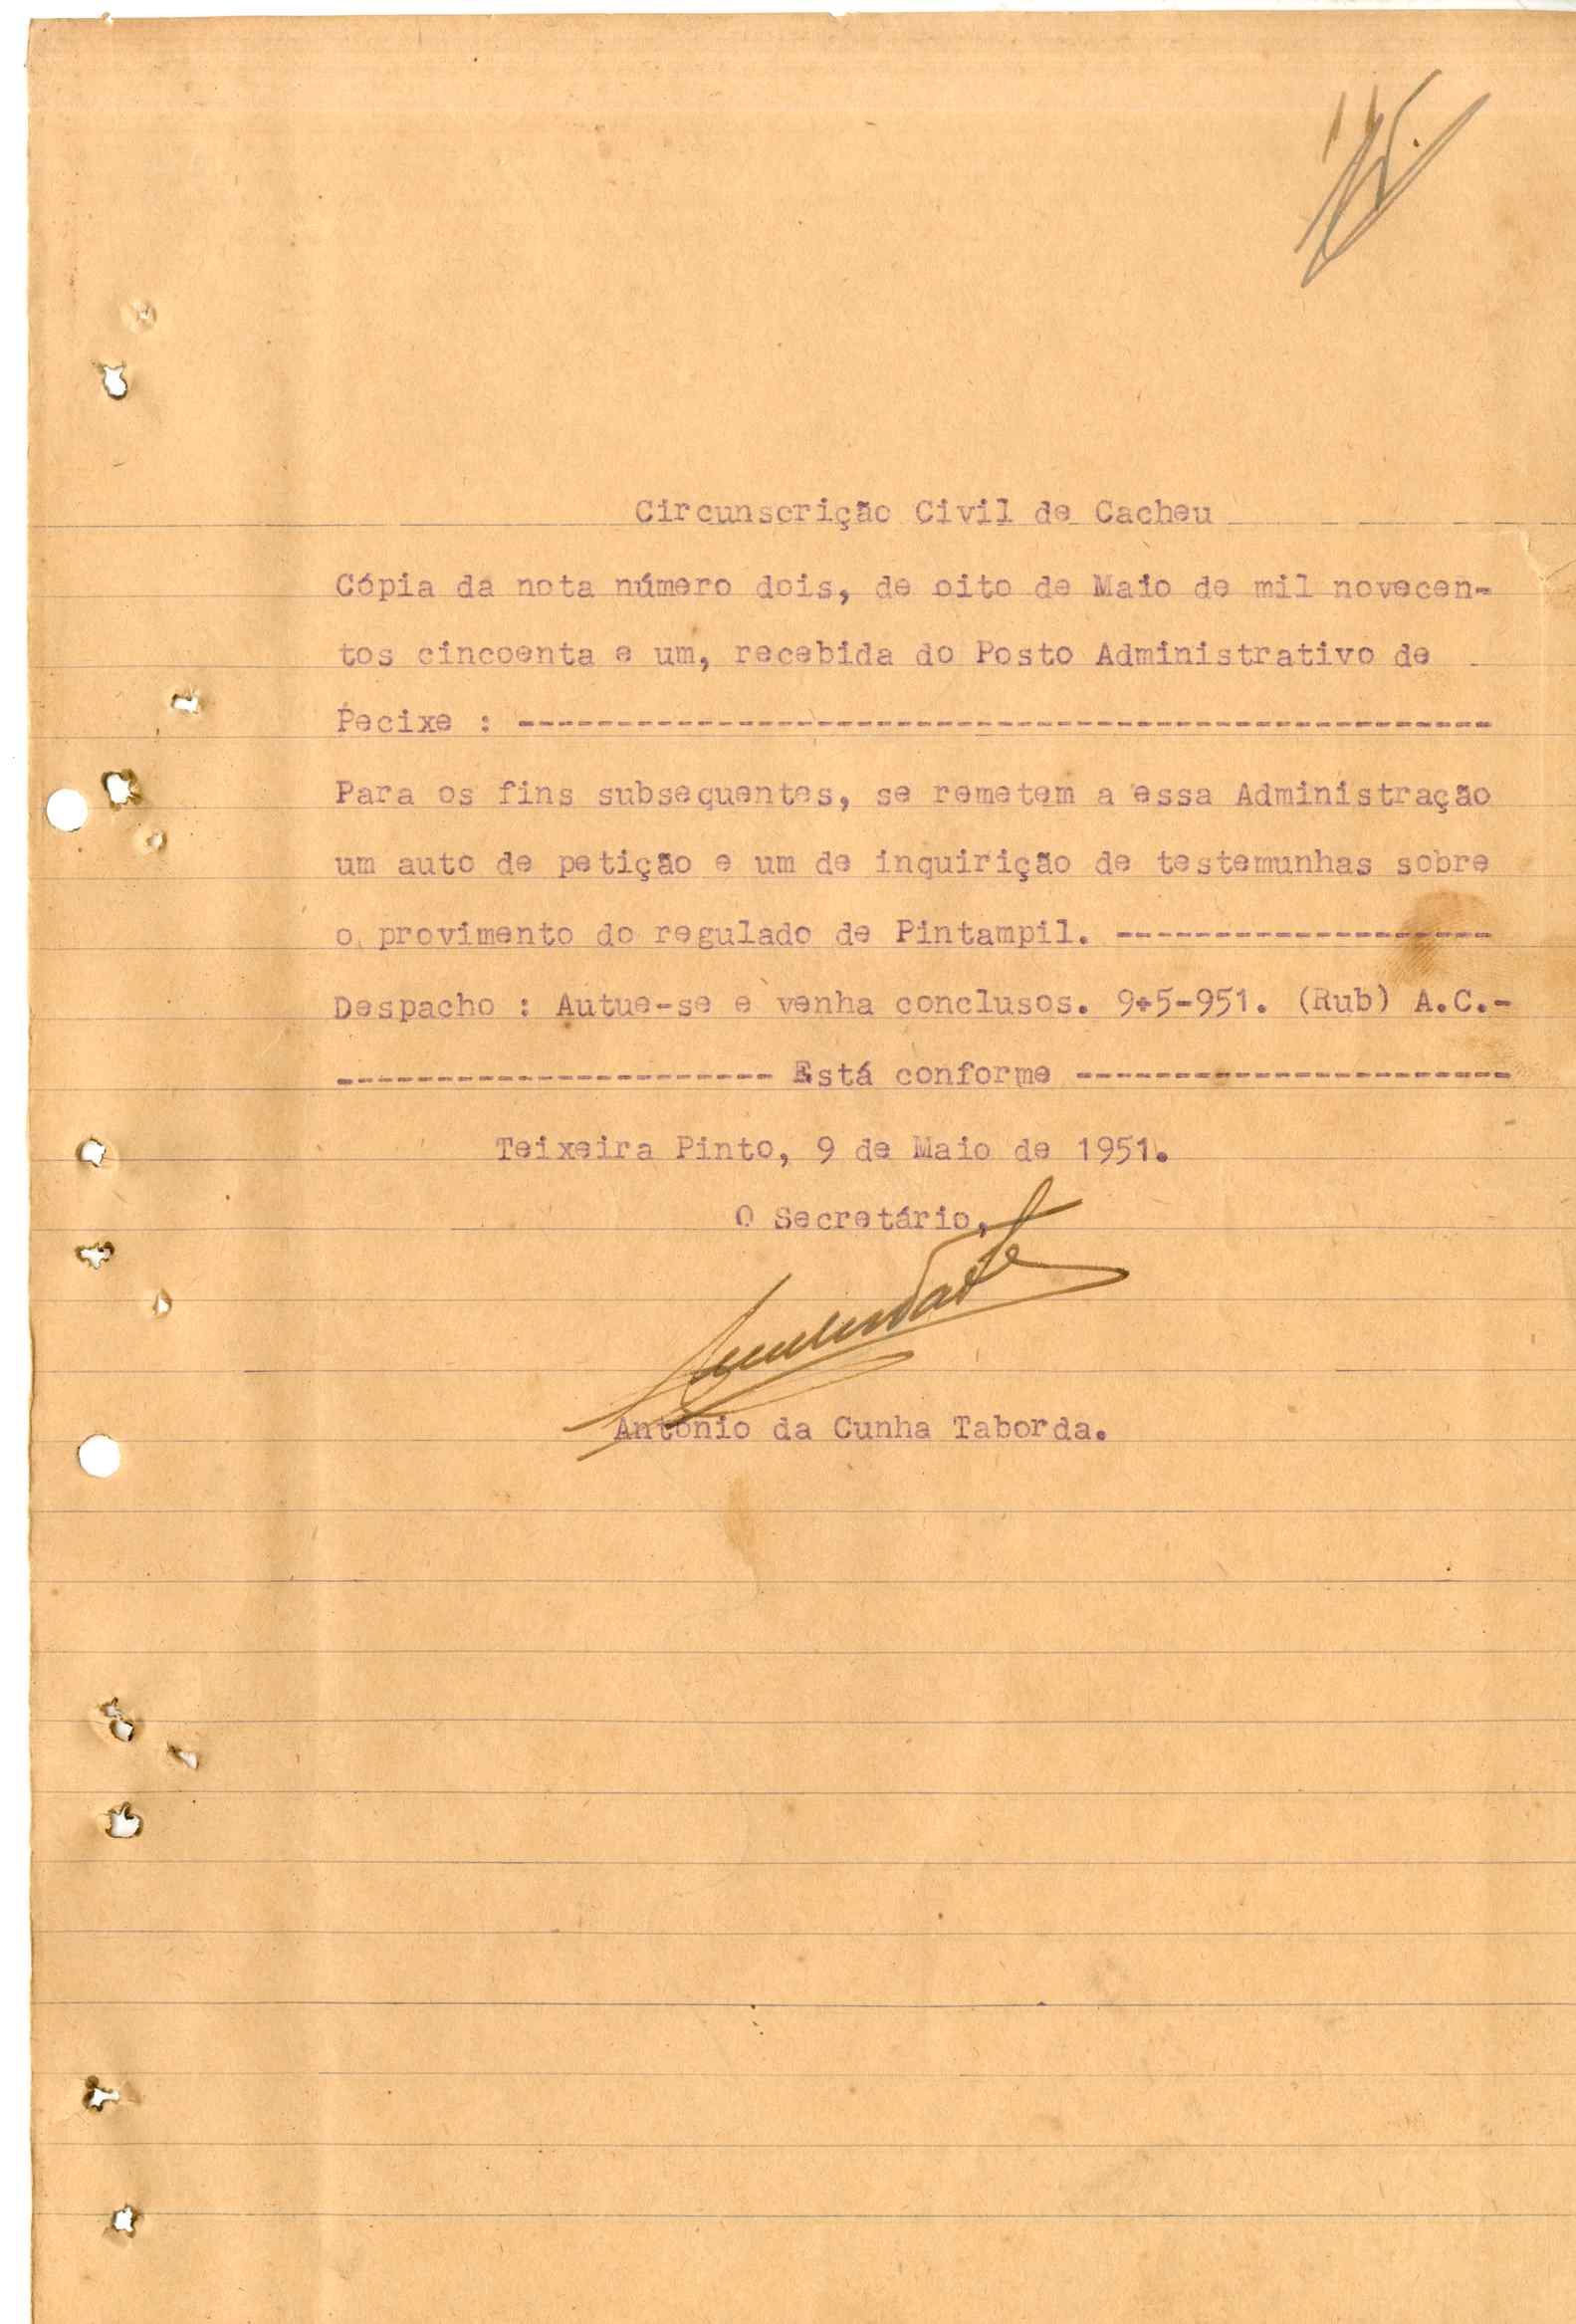 Circunscrição Civil de Cacheu
Cópia da nota número dois, de oito de Maio de mil novecen-
tos cincoenta e um, recebida do Posto Administrativo de
Pecixe : --------------------------------------------------
Para os fins subsequentes, se remetem a essa Administração
um auto de petição e um de inquirição de testemunhas sobre
o provimento do regulado de Pintampil. -------------------
Despacho : Autue-se e venha conclusos. 9-5-951. (Rub) A.C.-
---------------------- Está conforme ----------------------
Teixeira Pinto, 9 de Maio de 1951.
O Secretário,
António da Cunha Taborda.